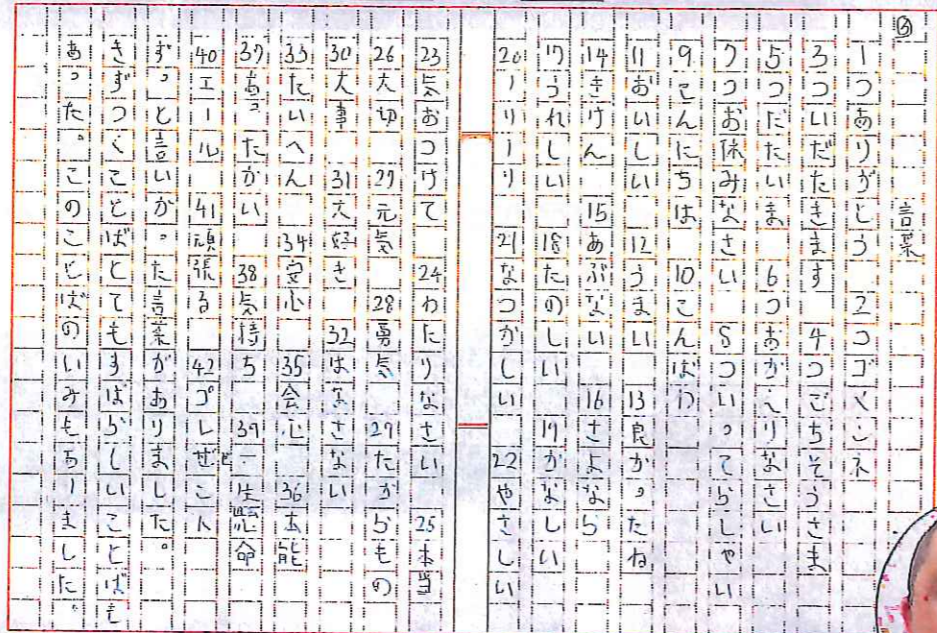 ③
言葉
1つありがとう 2つゴメンネ
3ついだたきます 4つごちそうさま
5つだたいま 6つおかえりなさい
7つお休みなさい 8ついってらしゃい
9こんにちは 10こんばわ
11おいしい 12うまい 13良かったね
14きけん 15あぶない 16さよなら
17うれしい 18たのしい 19かなしい
20しりしり 21なつかしい 22やさしい
23気おつけて 24わたりなさい 25本当
26大切 27元気 28勇気 29たからもの
30大事 31大好き 32はなさない
33たいへん 34安心 35会心 36本能
37あったかい 38気持ち 39一生懸命
40エール 41頑張る 42プレゼと こ人
ずっと言いかった言葉がありました。
きずつくことばとてもすばらしいことばも
あった。このことばのいみもありました。